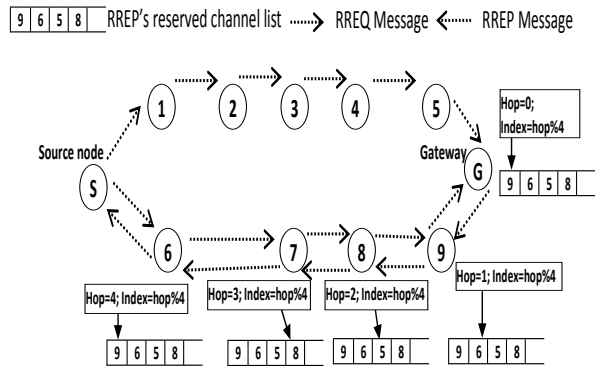 9 6 5 8 RREP's reserved channel list RREQ Message RREP Message
1 2 3 4 5
Hop=0;
Index=hop%4
Source node
Gateway
S
G
9 6 5 8
6 7 8 9
Hop=4; Index=hop%4
Hop=3; Index=hop%4
Hop=2; Index=hop%4
Hop=1; Index=hop%4
9 6 5 8
9 6 5 8
9 6 5 8
9 6 5 8